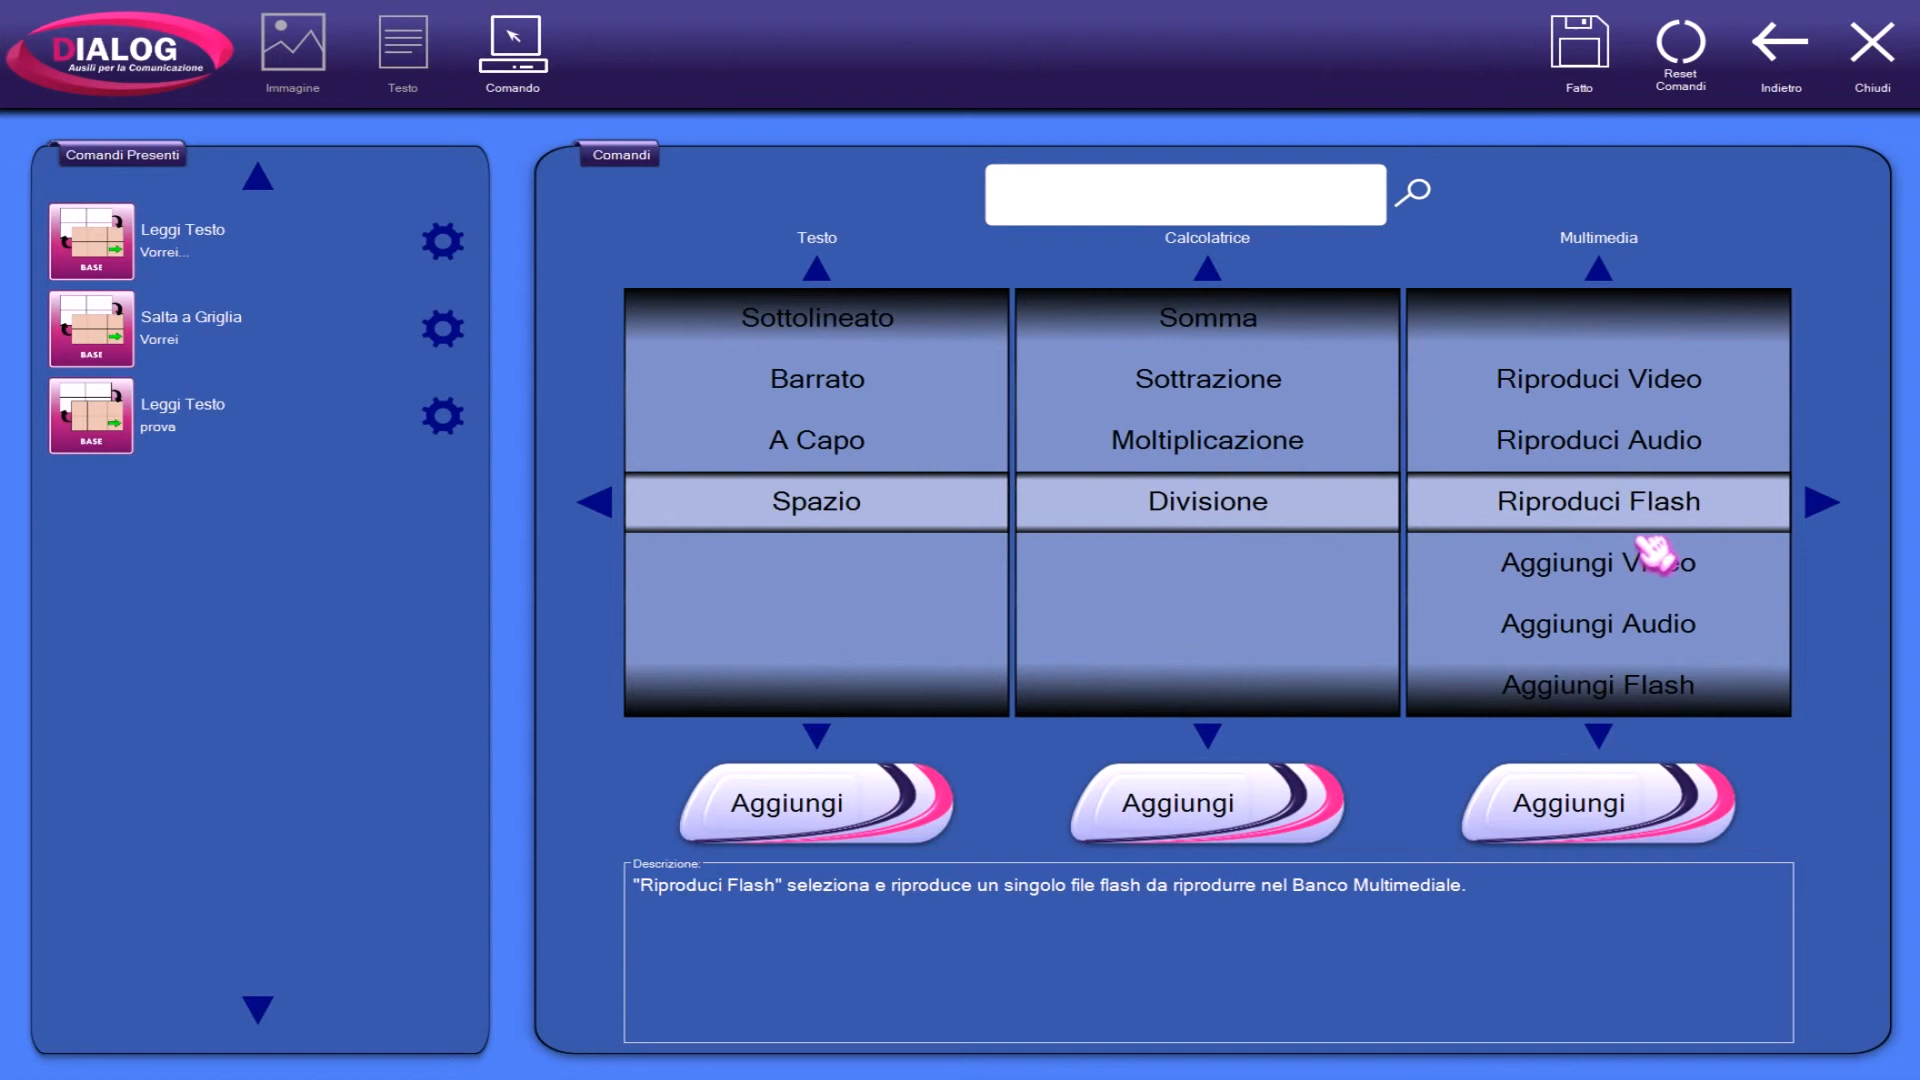 DIALOG
Ausili per la Comunicazione
Immagine
Testo
Comando
Fatto
Reset
Comandi
Indietro
Chiudi
Comandi Presenti
Leggi Testo
Vorrei...
BASE
Salta a Griglia
Vorrei
BASE
Leggi Testo
prova
BASE
Comandi
Testo
Calcolatrice
Multimedia
Sottolineato
Somma
Barrato
Sottrazione
Riproduci Video
A Capo
Moltiplicazione
Riproduci Audio
Spazio
Divisione
Riproduci Flash
Aggiungi Video
Aggiungi Audio
Aggiungi Flash
Aggiungi
Aggiungi
Aggiungi
Descrizione:
"Riproduci Flash" seleziona e riproduce un singolo file flash da riprodurre nel Banco Multimediale.